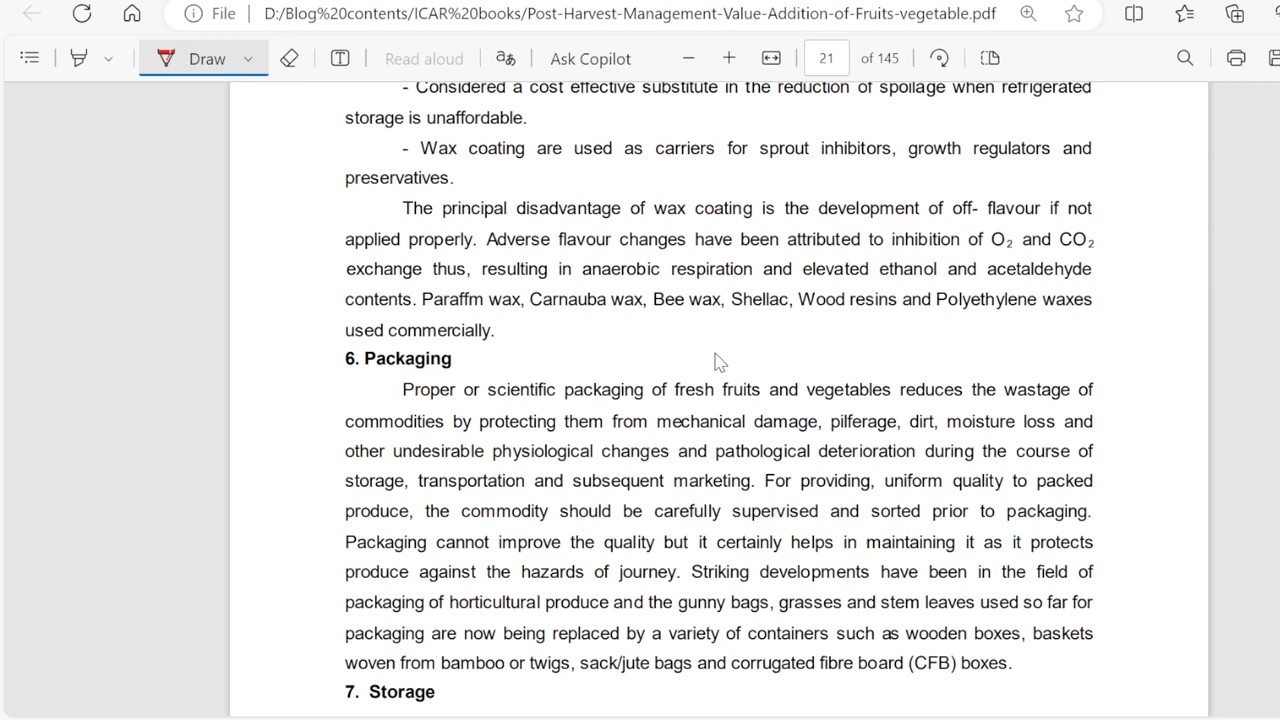 File D:/Blog%20contents/ICAR%20books/Post-Harvest-Management-Value-Addition-of-Fruits-vegetable.pdf
Draw Read aloud aあ Ask Copilot 21 of 145
- Considered a cost effective substitute in the reduction of spoilage when refrigerated
storage is unaffordable.
- Wax coating are used as carriers for sprout inhibitors, growth regulators and
preservatives.
The principal disadvantage of wax coating is the development of off- flavour if not
applied properly. Adverse flavour changes have been attributed to inhibition of O₂ and CO₂
exchange thus, resulting in anaerobic respiration and elevated ethanol and acetaldehyde
contents. Paraffm wax, Carnauba wax, Bee wax, Shellac, Wood resins and Polyethylene waxes
used commercially.
6. Packaging
Proper or scientific packaging of fresh fruits and vegetables reduces the wastage of
commodities by protecting them from mechanical damage, pilferage, dirt, moisture loss and
other undesirable physiological changes and pathological deterioration during the course of
storage, transportation and subsequent marketing. For providing, uniform quality to packed
produce, the commodity should be carefully supervised and sorted prior to packaging.
Packaging cannot improve the quality but it certainly helps in maintaining it as it protects
produce against the hazards of journey. Striking developments have been in the field of
packaging of horticultural produce and the gunny bags, grasses and stem leaves used so far for
packaging are now being replaced by a variety of containers such as wooden boxes, baskets
woven from bamboo or twigs, sack/jute bags and corrugated fibre board (CFB) boxes.
7. Storage